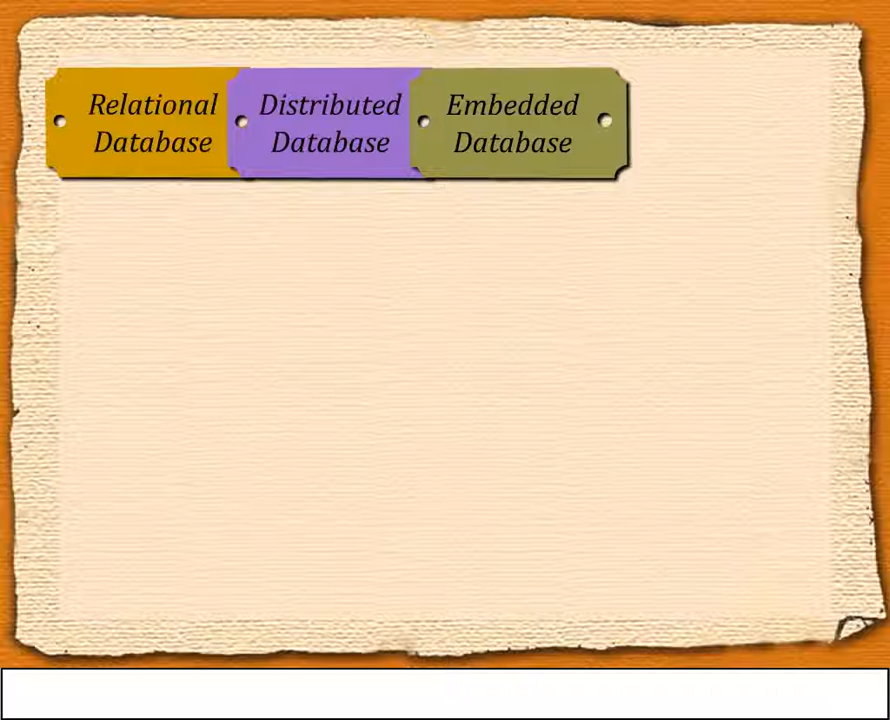 Relational
Database
Distributed
Database
Embedded
Database